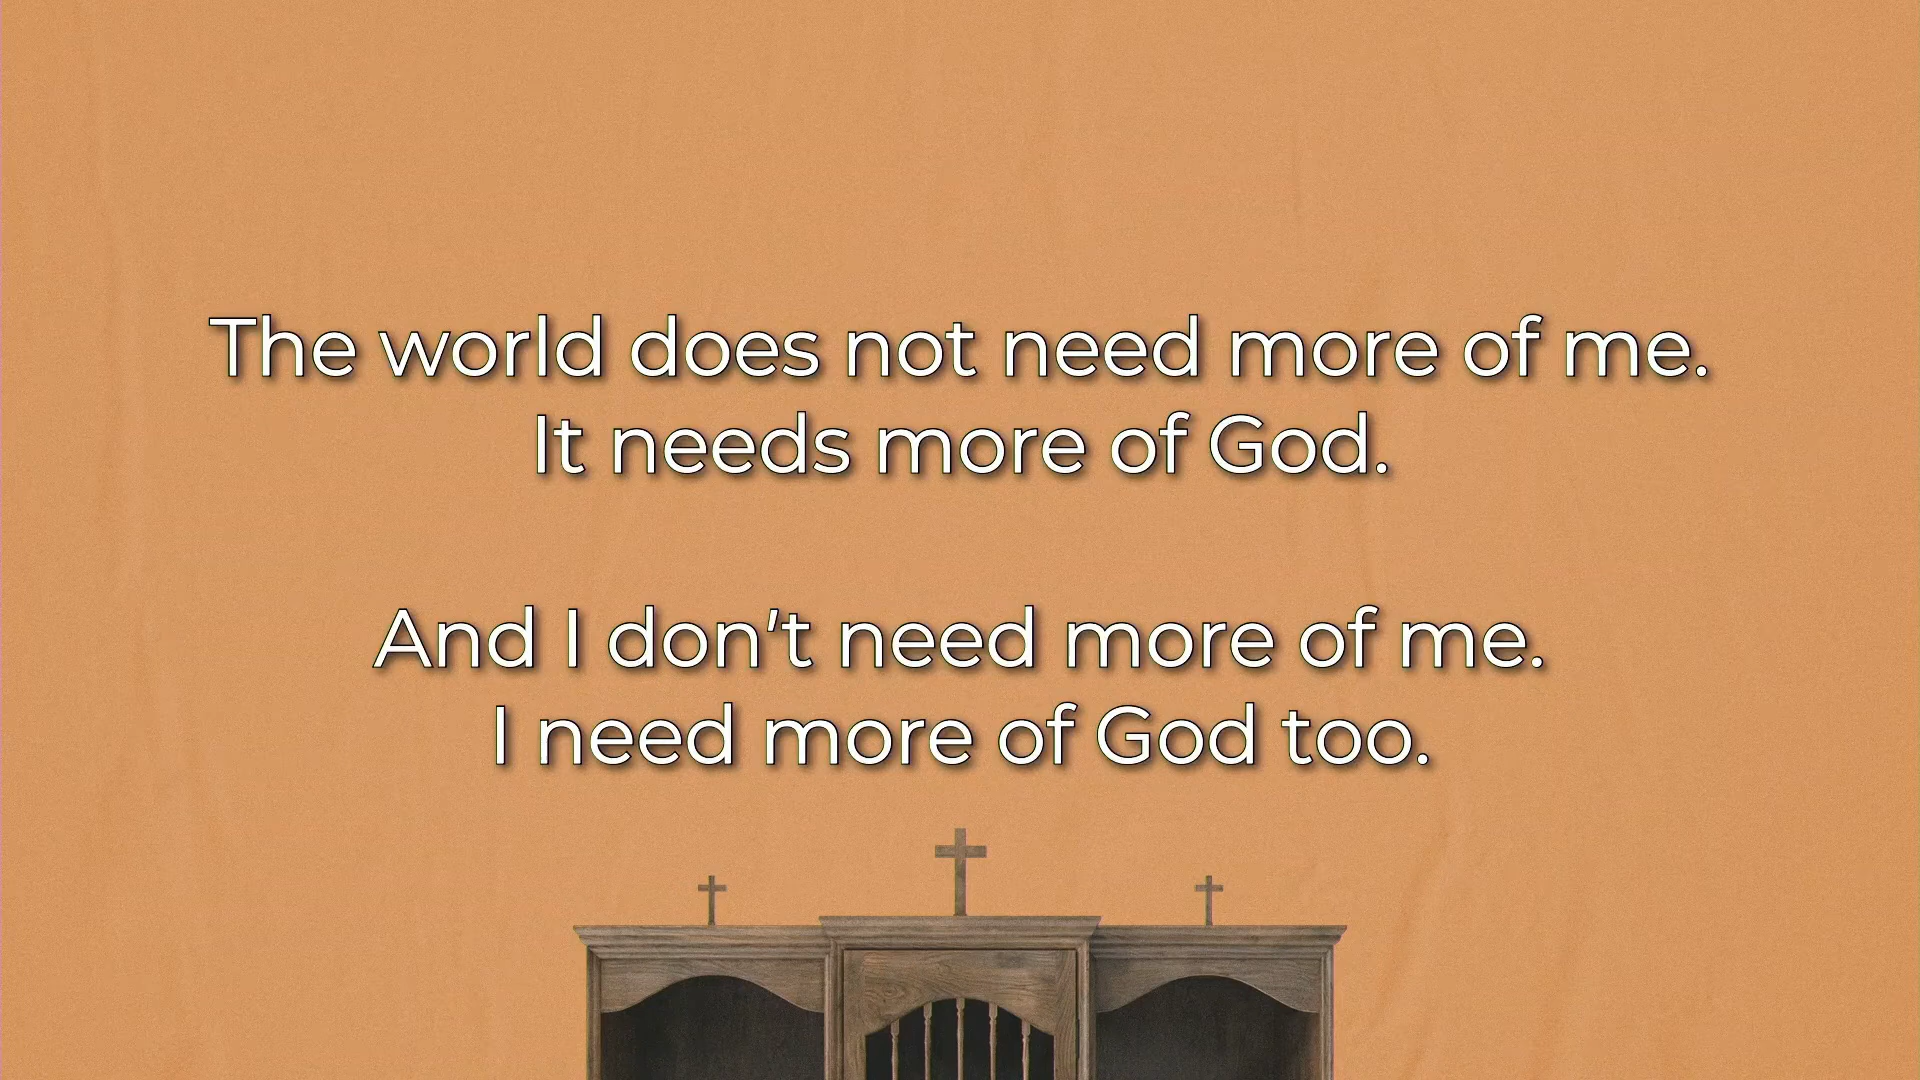 The world does not need more of me.
It needs more of God.
And I don't need more of me.
I need more of God too.